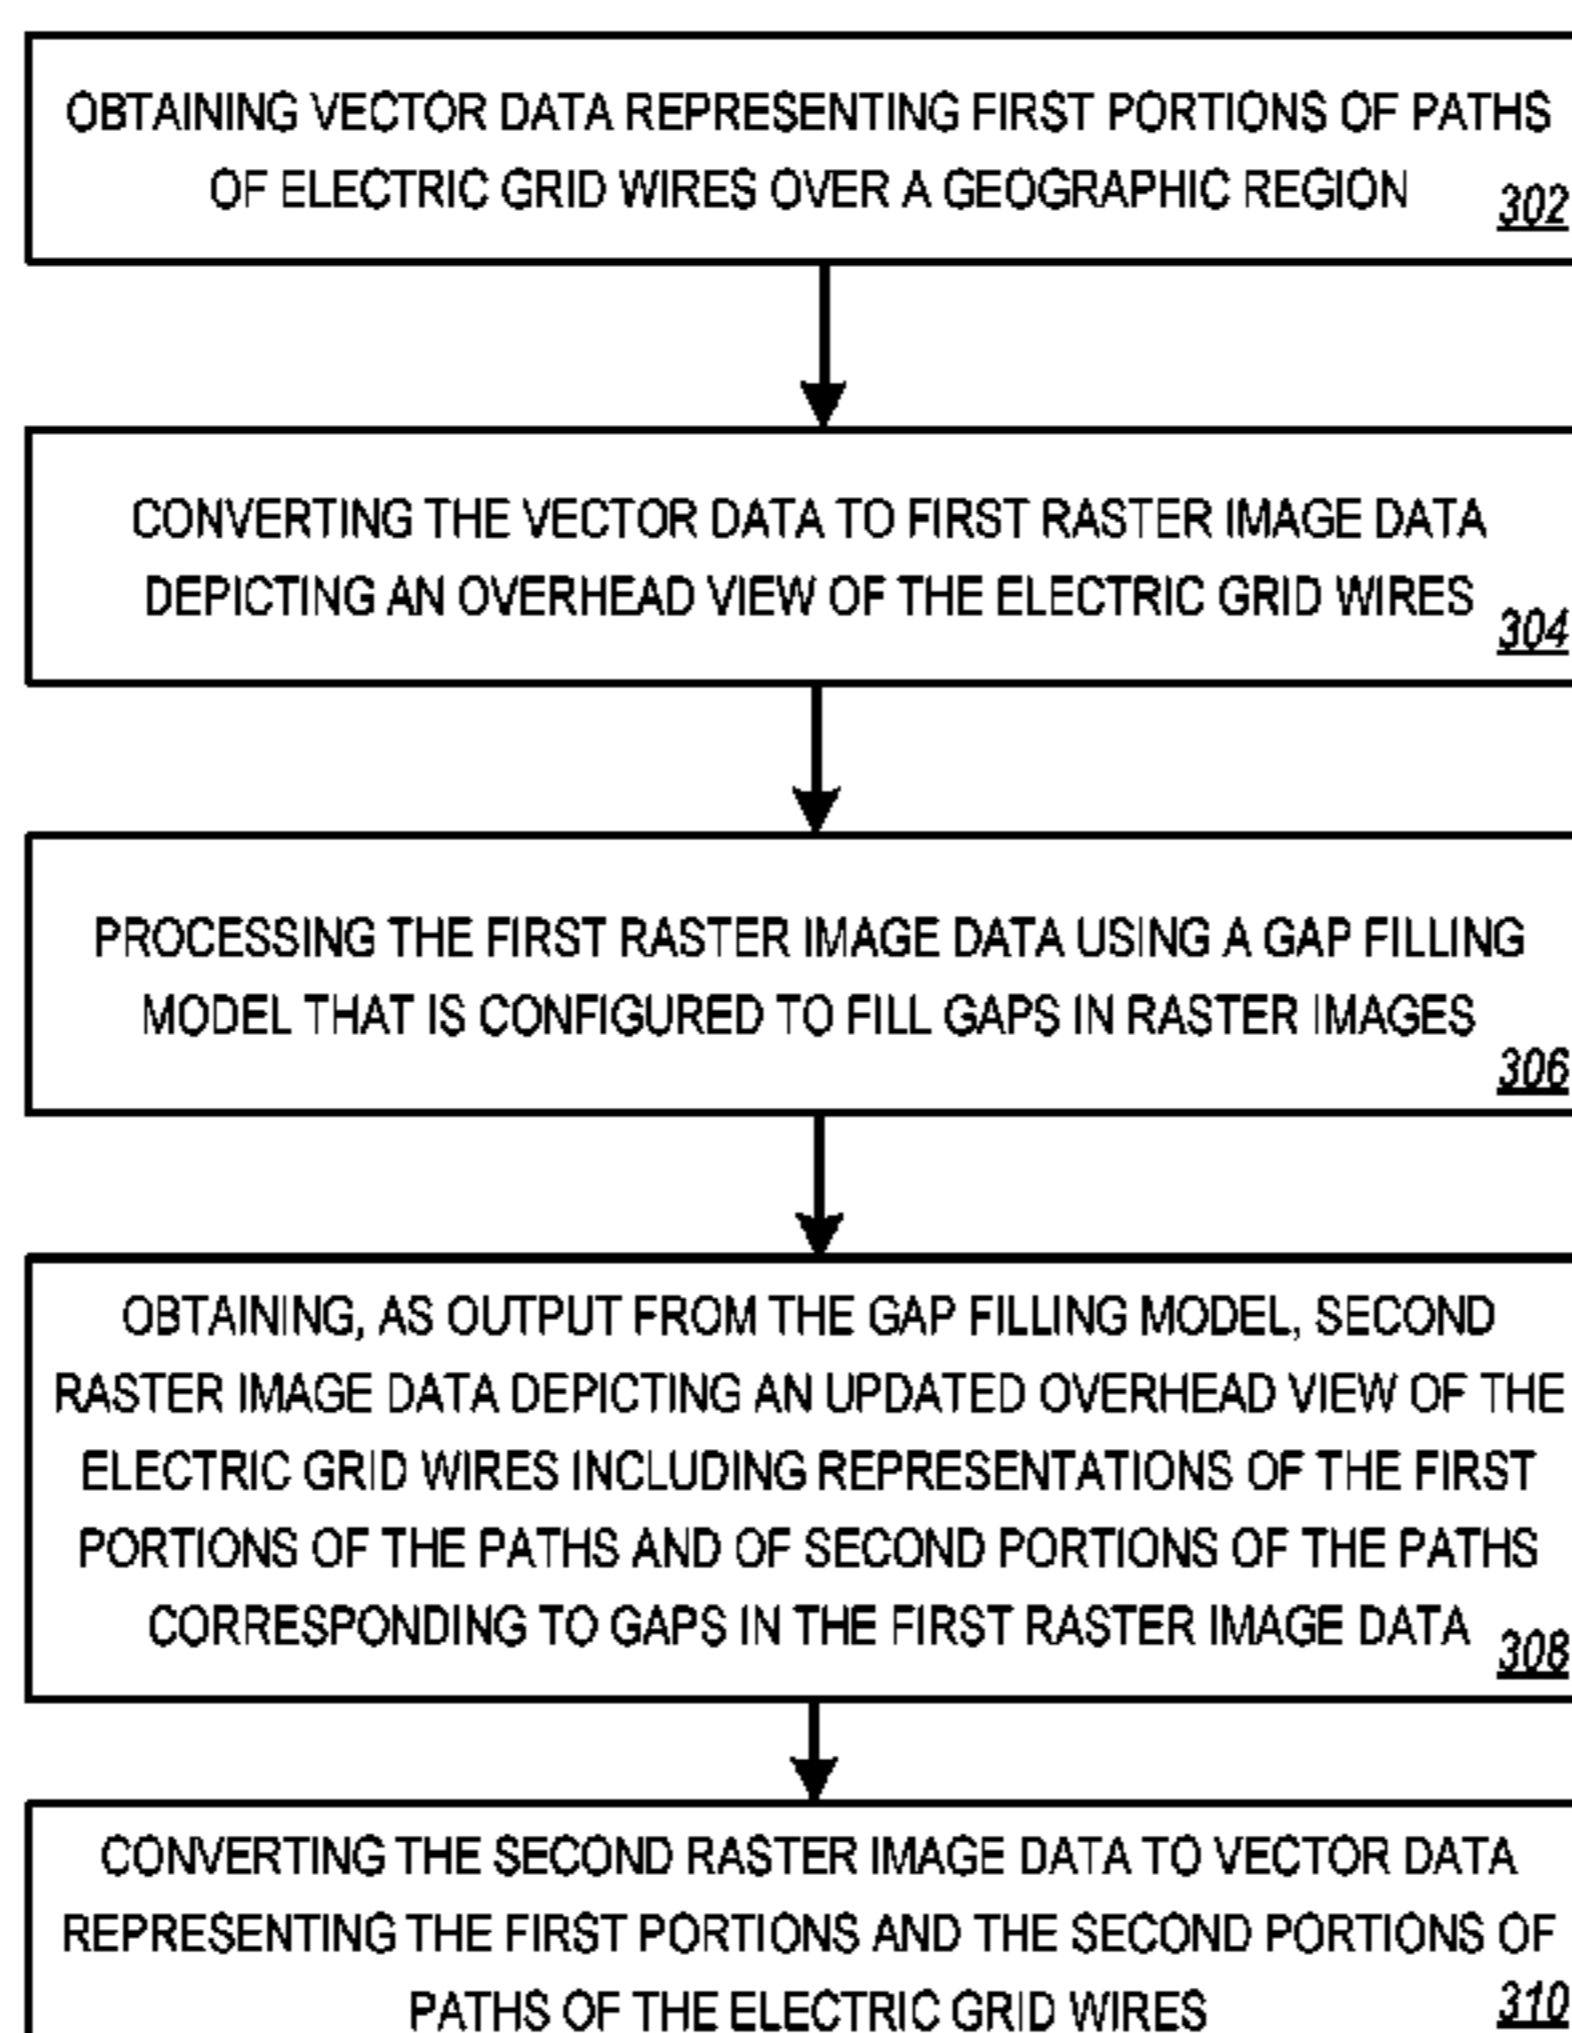 OBTAINING VECTOR DATA REPRESENTING FIRST PORTIONS OF PATHS
OF ELECTRIC GRID WIRES OVER A GEOGRAPHIC REGION
302
CONVERTING THE VECTOR DATA TO FIRST RASTER IMAGE DATA
DEPICTING AN OVERHEAD VIEW OF THE ELECTRIC GRID WIRES
304
PROCESSING THE FIRST RASTER IMAGE DATA USING A GAP FILLING
MODEL THAT IS CONFIGURED TO FILL GAPS IN RASTER IMAGES
306
OBTAINING, AS OUTPUT FROM THE GAP FILLING MODEL, SECOND
RASTER IMAGE DATA DEPICTING AN UPDATED OVERHEAD VIEW OF THE
ELECTRIC GRID WIRES INCLUDING REPRESENTATIONS OF THE FIRST
PORTIONS OF THE PATHS AND OF SECOND PORTIONS OF THE PATHS
CORRESPONDING TO GAPS IN THE FIRST RASTER IMAGE DATA
308
CONVERTING THE SECOND RASTER IMAGE DATA TO VECTOR DATA
REPRESENTING THE FIRST PORTIONS AND THE SECOND PORTIONS OF
PATHS OF THE ELECTRIC GRID WIRES
310